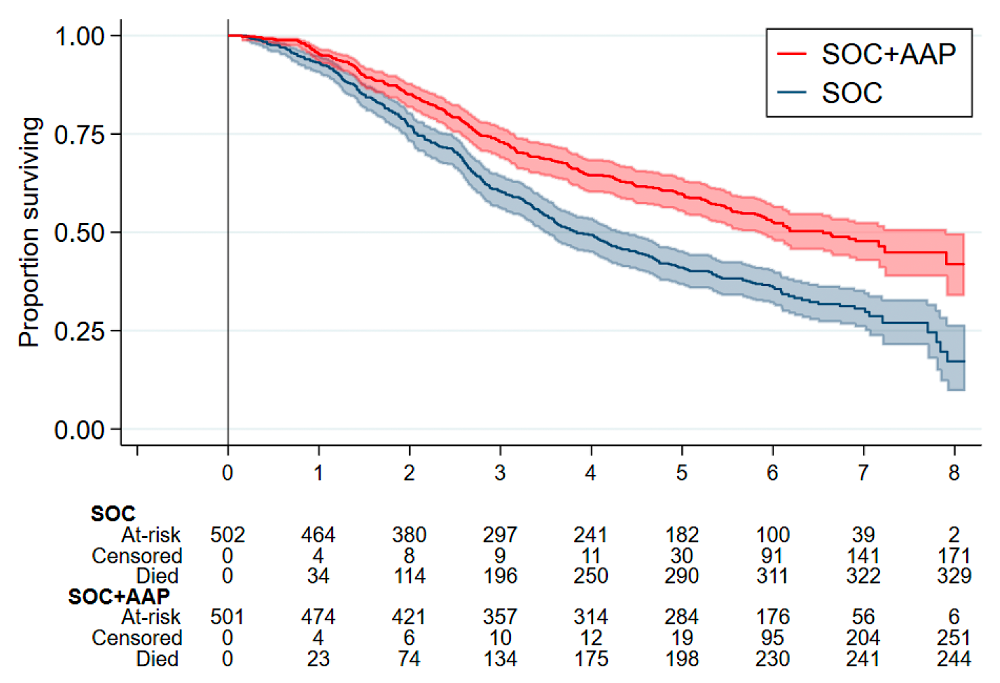 1.00
0.75
0.50
0.25
0.00
Proportion surviving
SOC+AAP
SOC
0 1 2 3 4 5 6 7 8
SOC
At-risk 502 464 380 297 241 182 100 39 2
Censored 0 4 8 9 11 30 91 141 171
Died 0 34 114 196 250 290 311 322 329
SOC+AAP
At-risk 501 474 421 357 314 284 176 56 6
Censored 0 4 6 10 12 19 95 204 251
Died 0 23 74 134 175 198 230 241 244